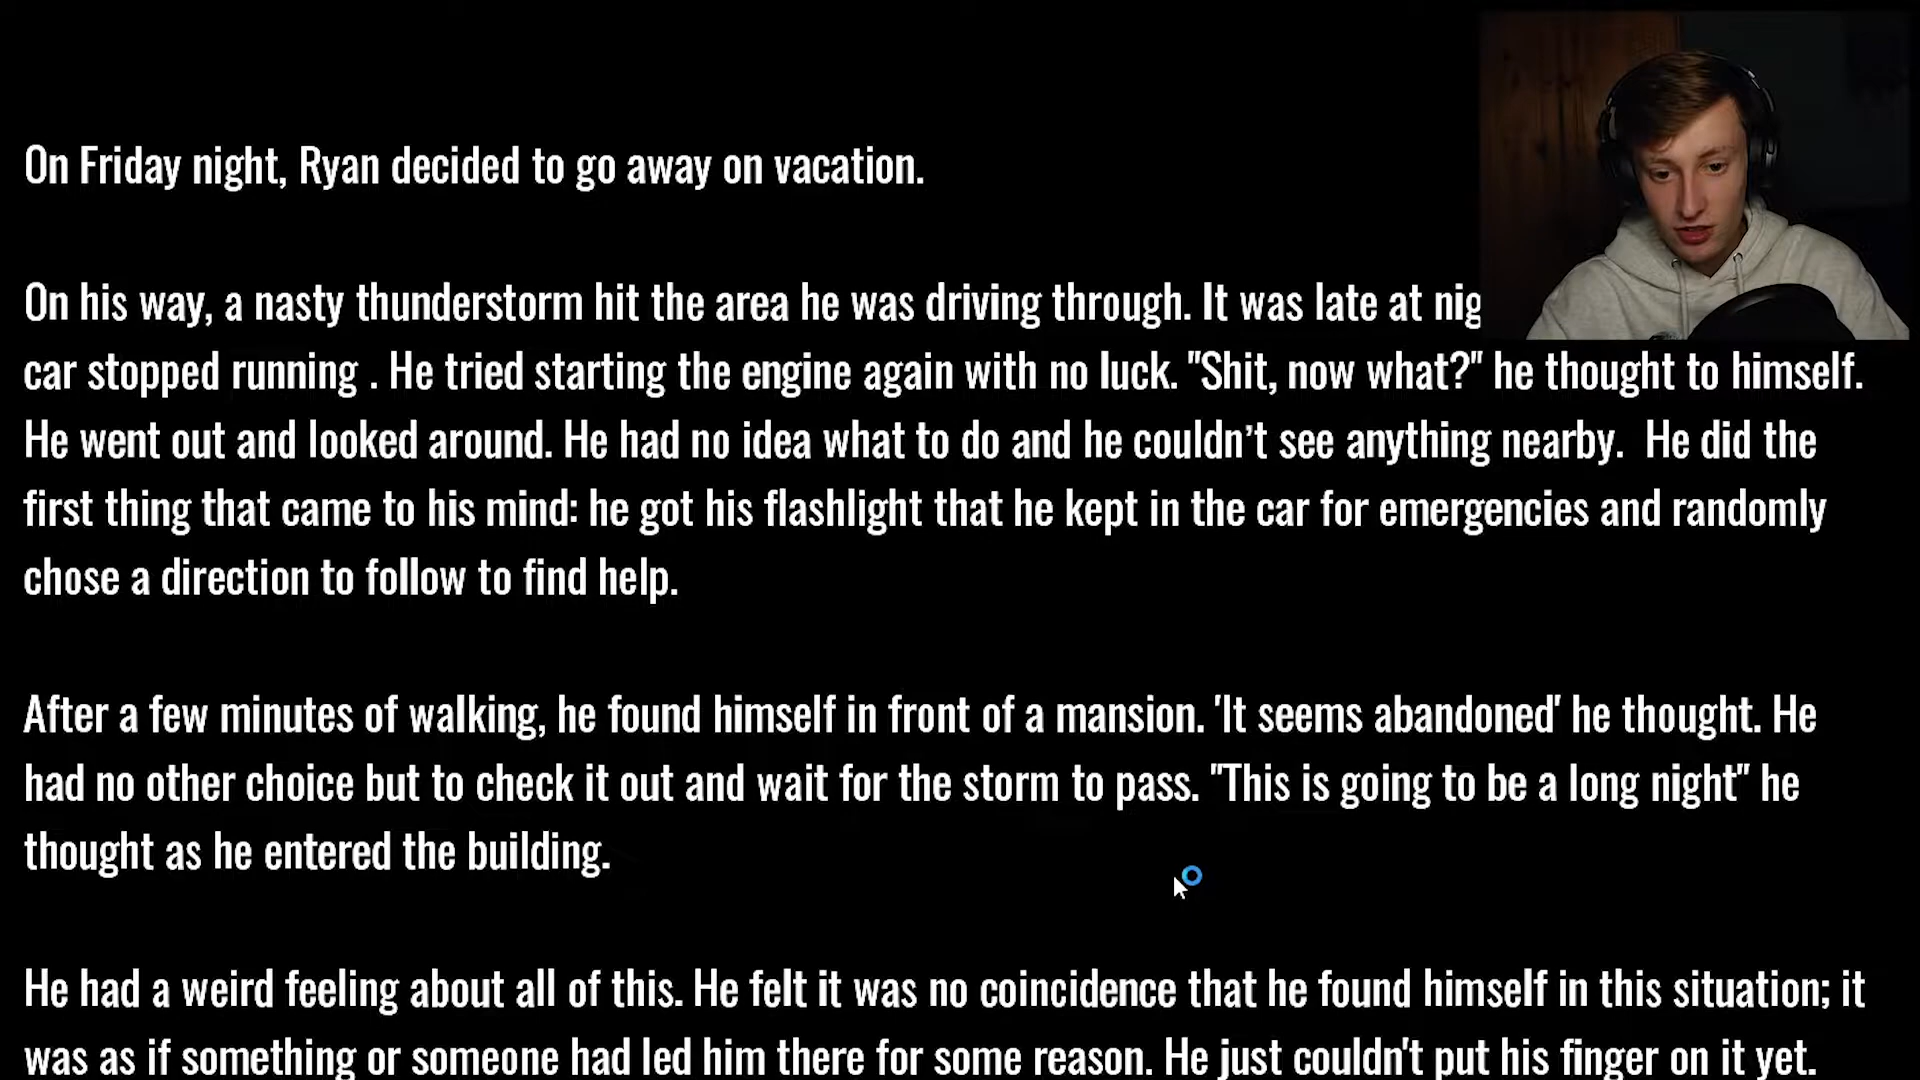 On Friday night, Ryan decided to go away on vacation.
On his way, a nasty thunderstorm hit the area he was driving through. It was late at
car stopped running . He tried starting the engine again with no luck. "Shit, now what?" he thought to himself.
He went out and looked around. He had no idea what to do and he couldn’t see anything nearby.  He did the
first thing that came to his mind: he got his flashlight that he kept in the car for emergencies and randomly
chose a direction to follow to find help.
After a few minutes of walking, he found himself in front of a mansion. 'It seems abandoned' he thought. He
had no other choice but to check it out and wait for the storm to pass. "This is going to be a long night" he
thought as he entered the building.
He had a weird feeling about all of this. He felt it was no coincidence that he found himself in this situation; it
was as if something or someone had led him there for some reason. He just couldn't put his finger on it yet.